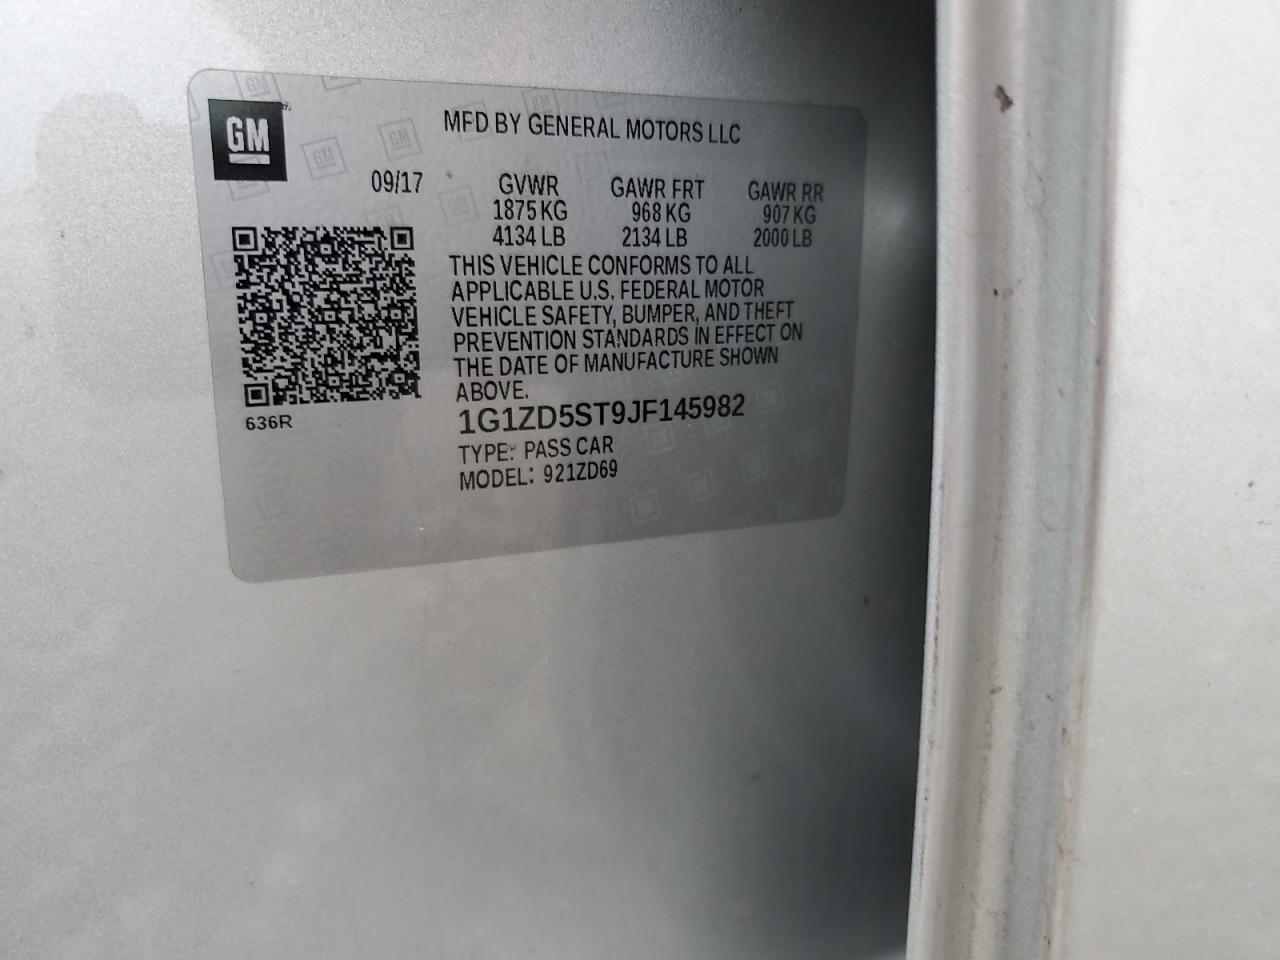 GM
MFD BY GENERAL MOTORS LLC
09/17 GVWR GAWR FRT GAWR RR
1875 KG 968 KG 907 KG
4134 LB 2134 LB 2000 LB
THIS VEHICLE CONFORMS TO ALL
APPLICABLE U.S. FEDERAL MOTOR
VEHICLE SAFETY, BUMPER, AND THEFT
PREVENTION STANDARDS IN EFFECT ON
THE DATE OF MANUFACTURE SHOWN
ABOVE.
636R
1G1ZD5ST9JF145982
TYPE: PASS CAR
MODEL: 921ZD69